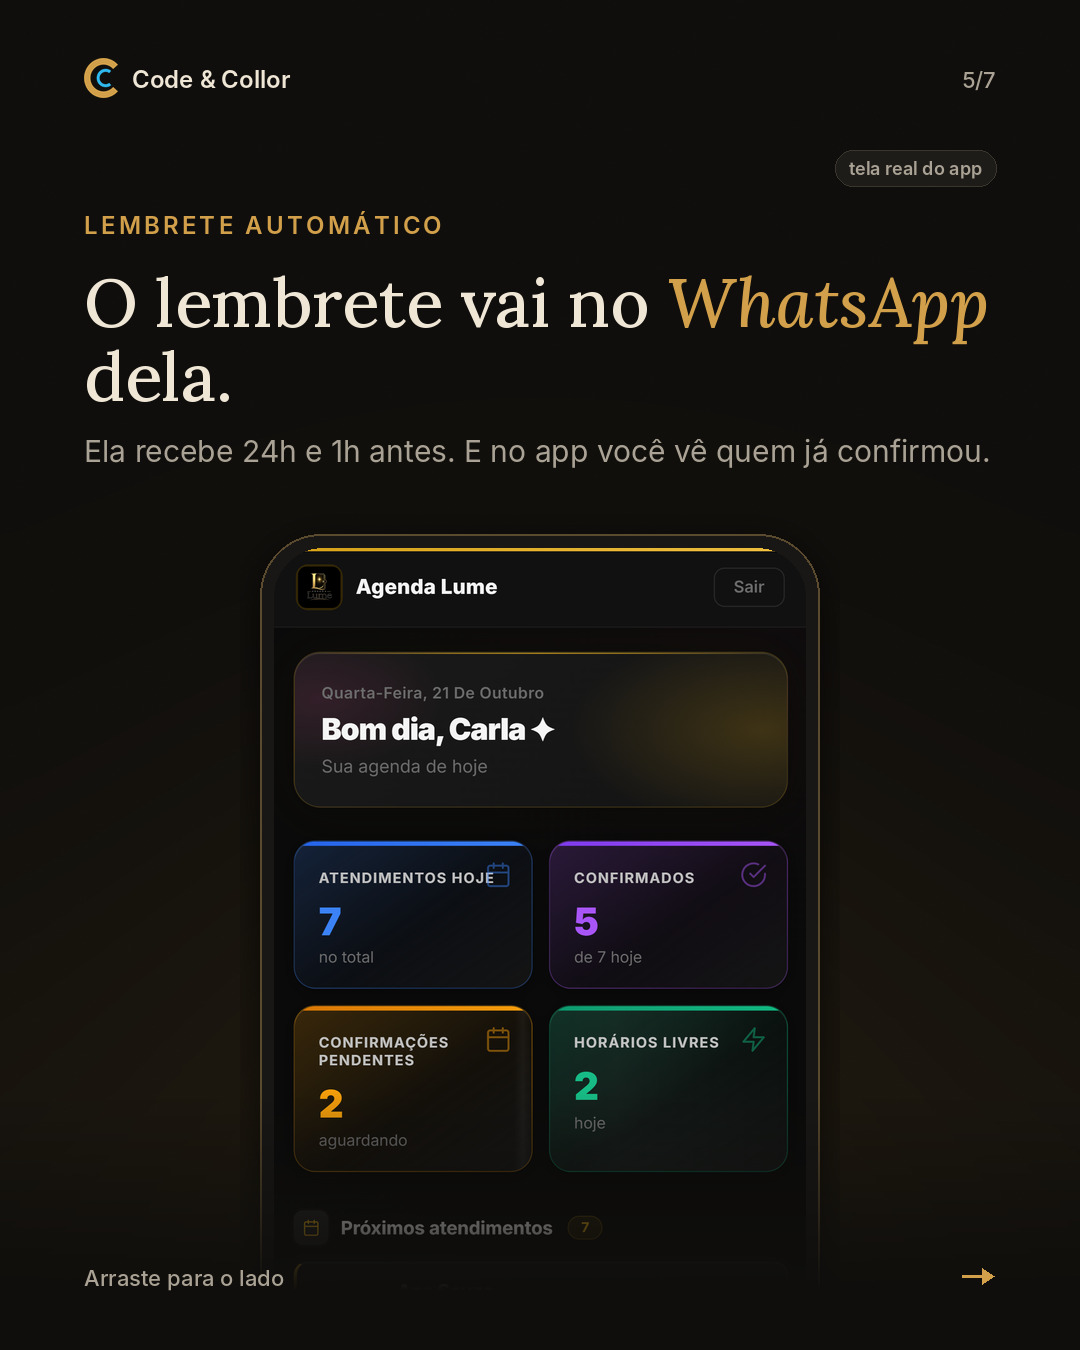 Code & Collor
5/7
tela real do app
LEMBRETE AUTOMÁTICO
O lembrete vai no WhatsApp
dela.
Ela recebe 24h e 1h antes. E no app você vê quem já confirmou.
Agenda Lume
Sair
Quarta-Feira, 21 De Outubro
Bom dia, Carla ✦
Sua agenda de hoje
ATENDIMENTOS HOJE
7
no total
CONFIRMADOS
5
de 7 hoje
CONFIRMAÇÕES
PENDENTES
2
aguardando
HORÁRIOS LIVRES
2
hoje
Próximos atendimentos
7
Arraste para o lado